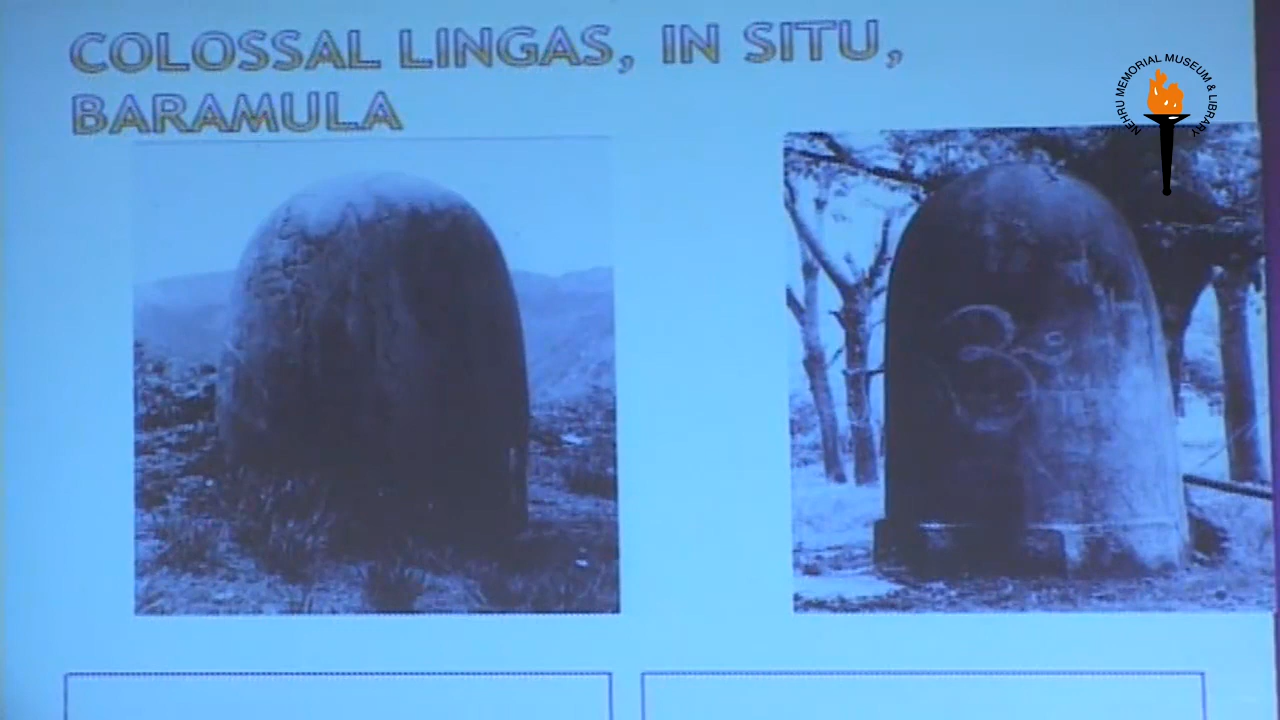 COLOSSAL LINGAS, IN SITU,
BARAMULA
NEHRU MEMORIAL MUSEUM & LIBRARY
ॐ